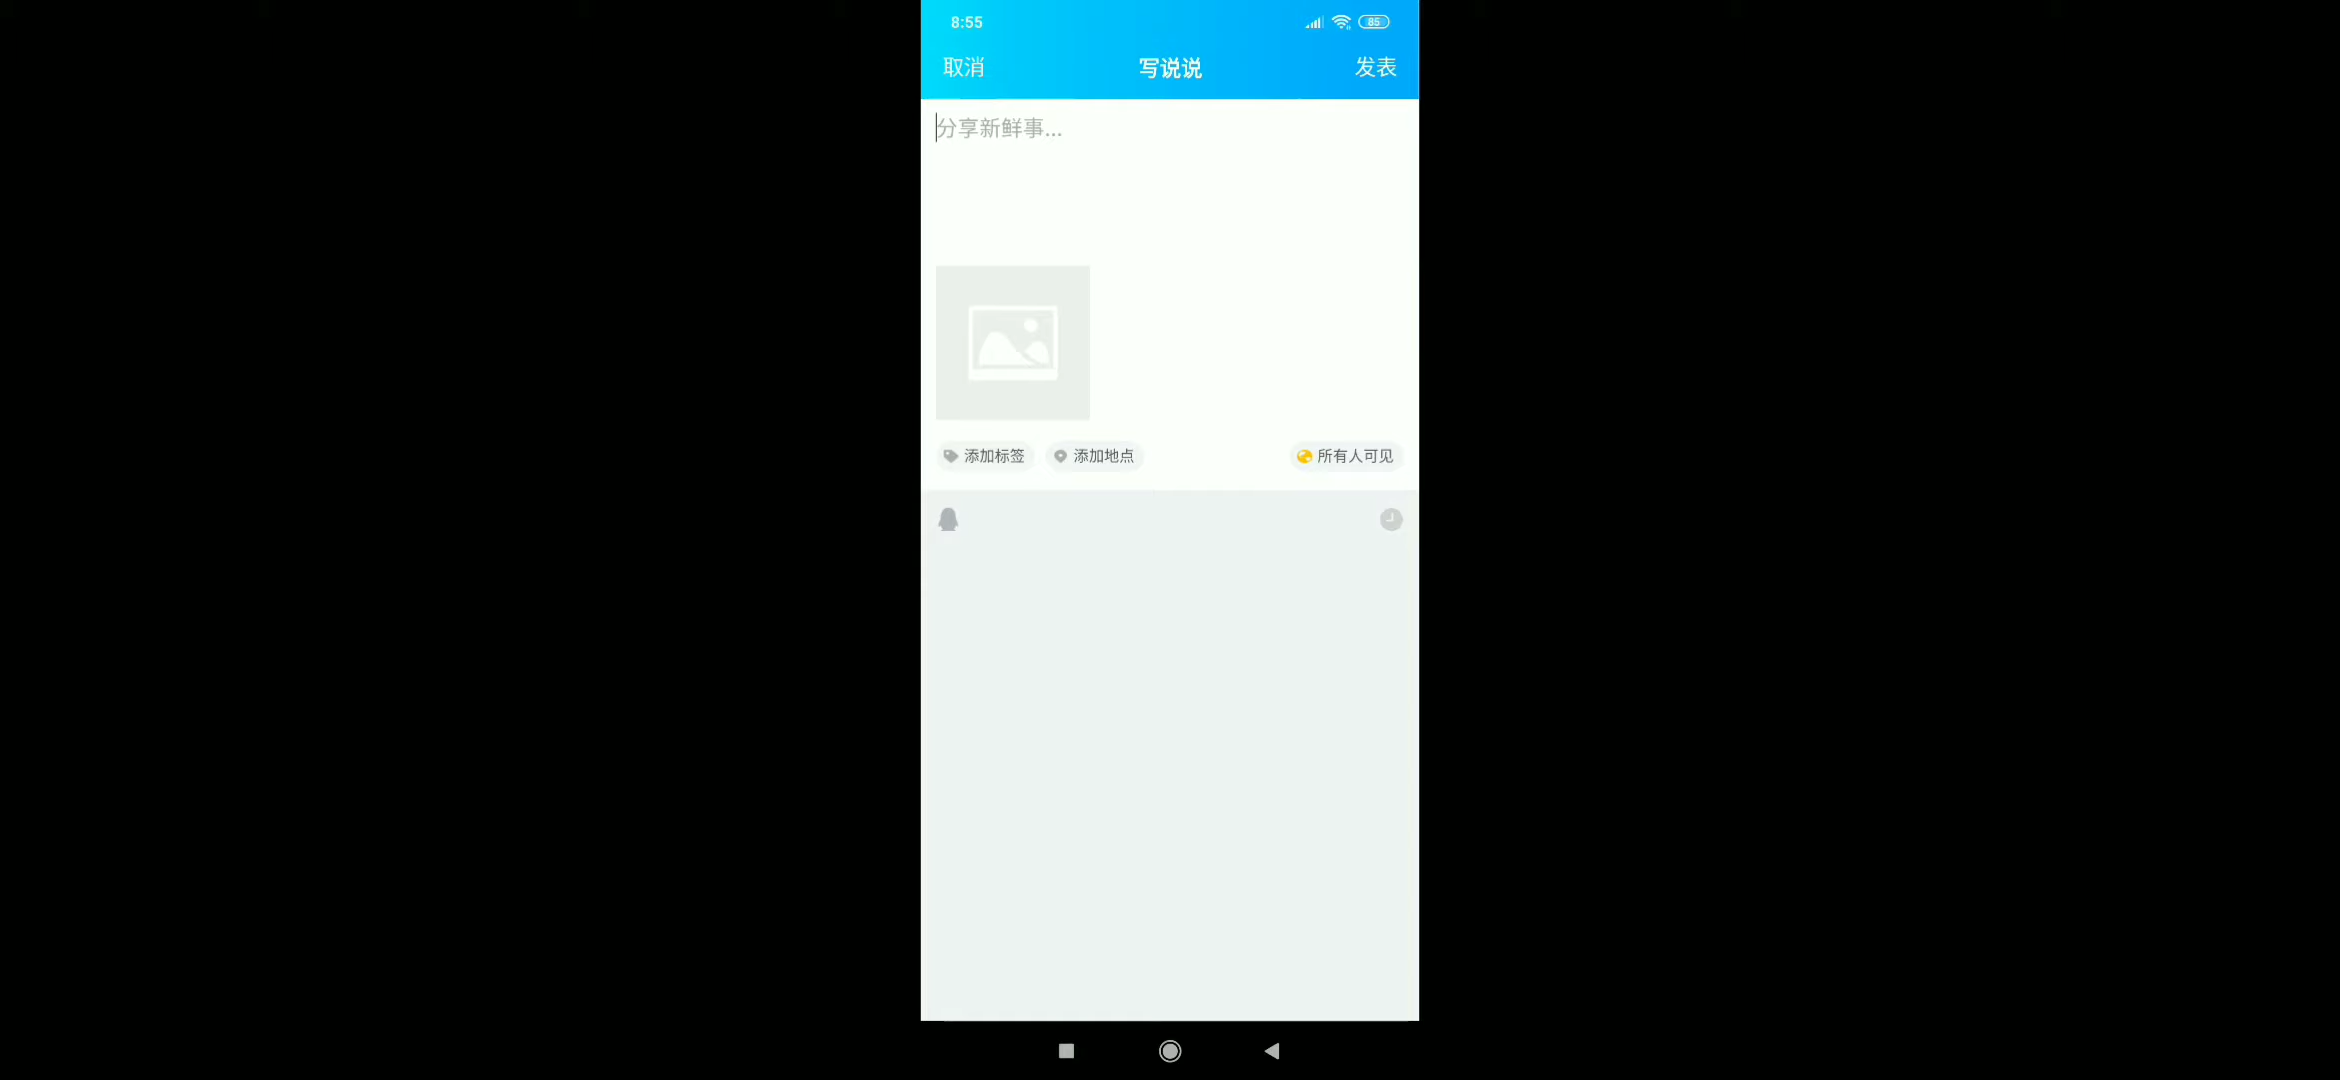 8:55
85
取消
写说说
发表
分享新鲜事...
添加标签
添加地点
所有人可见